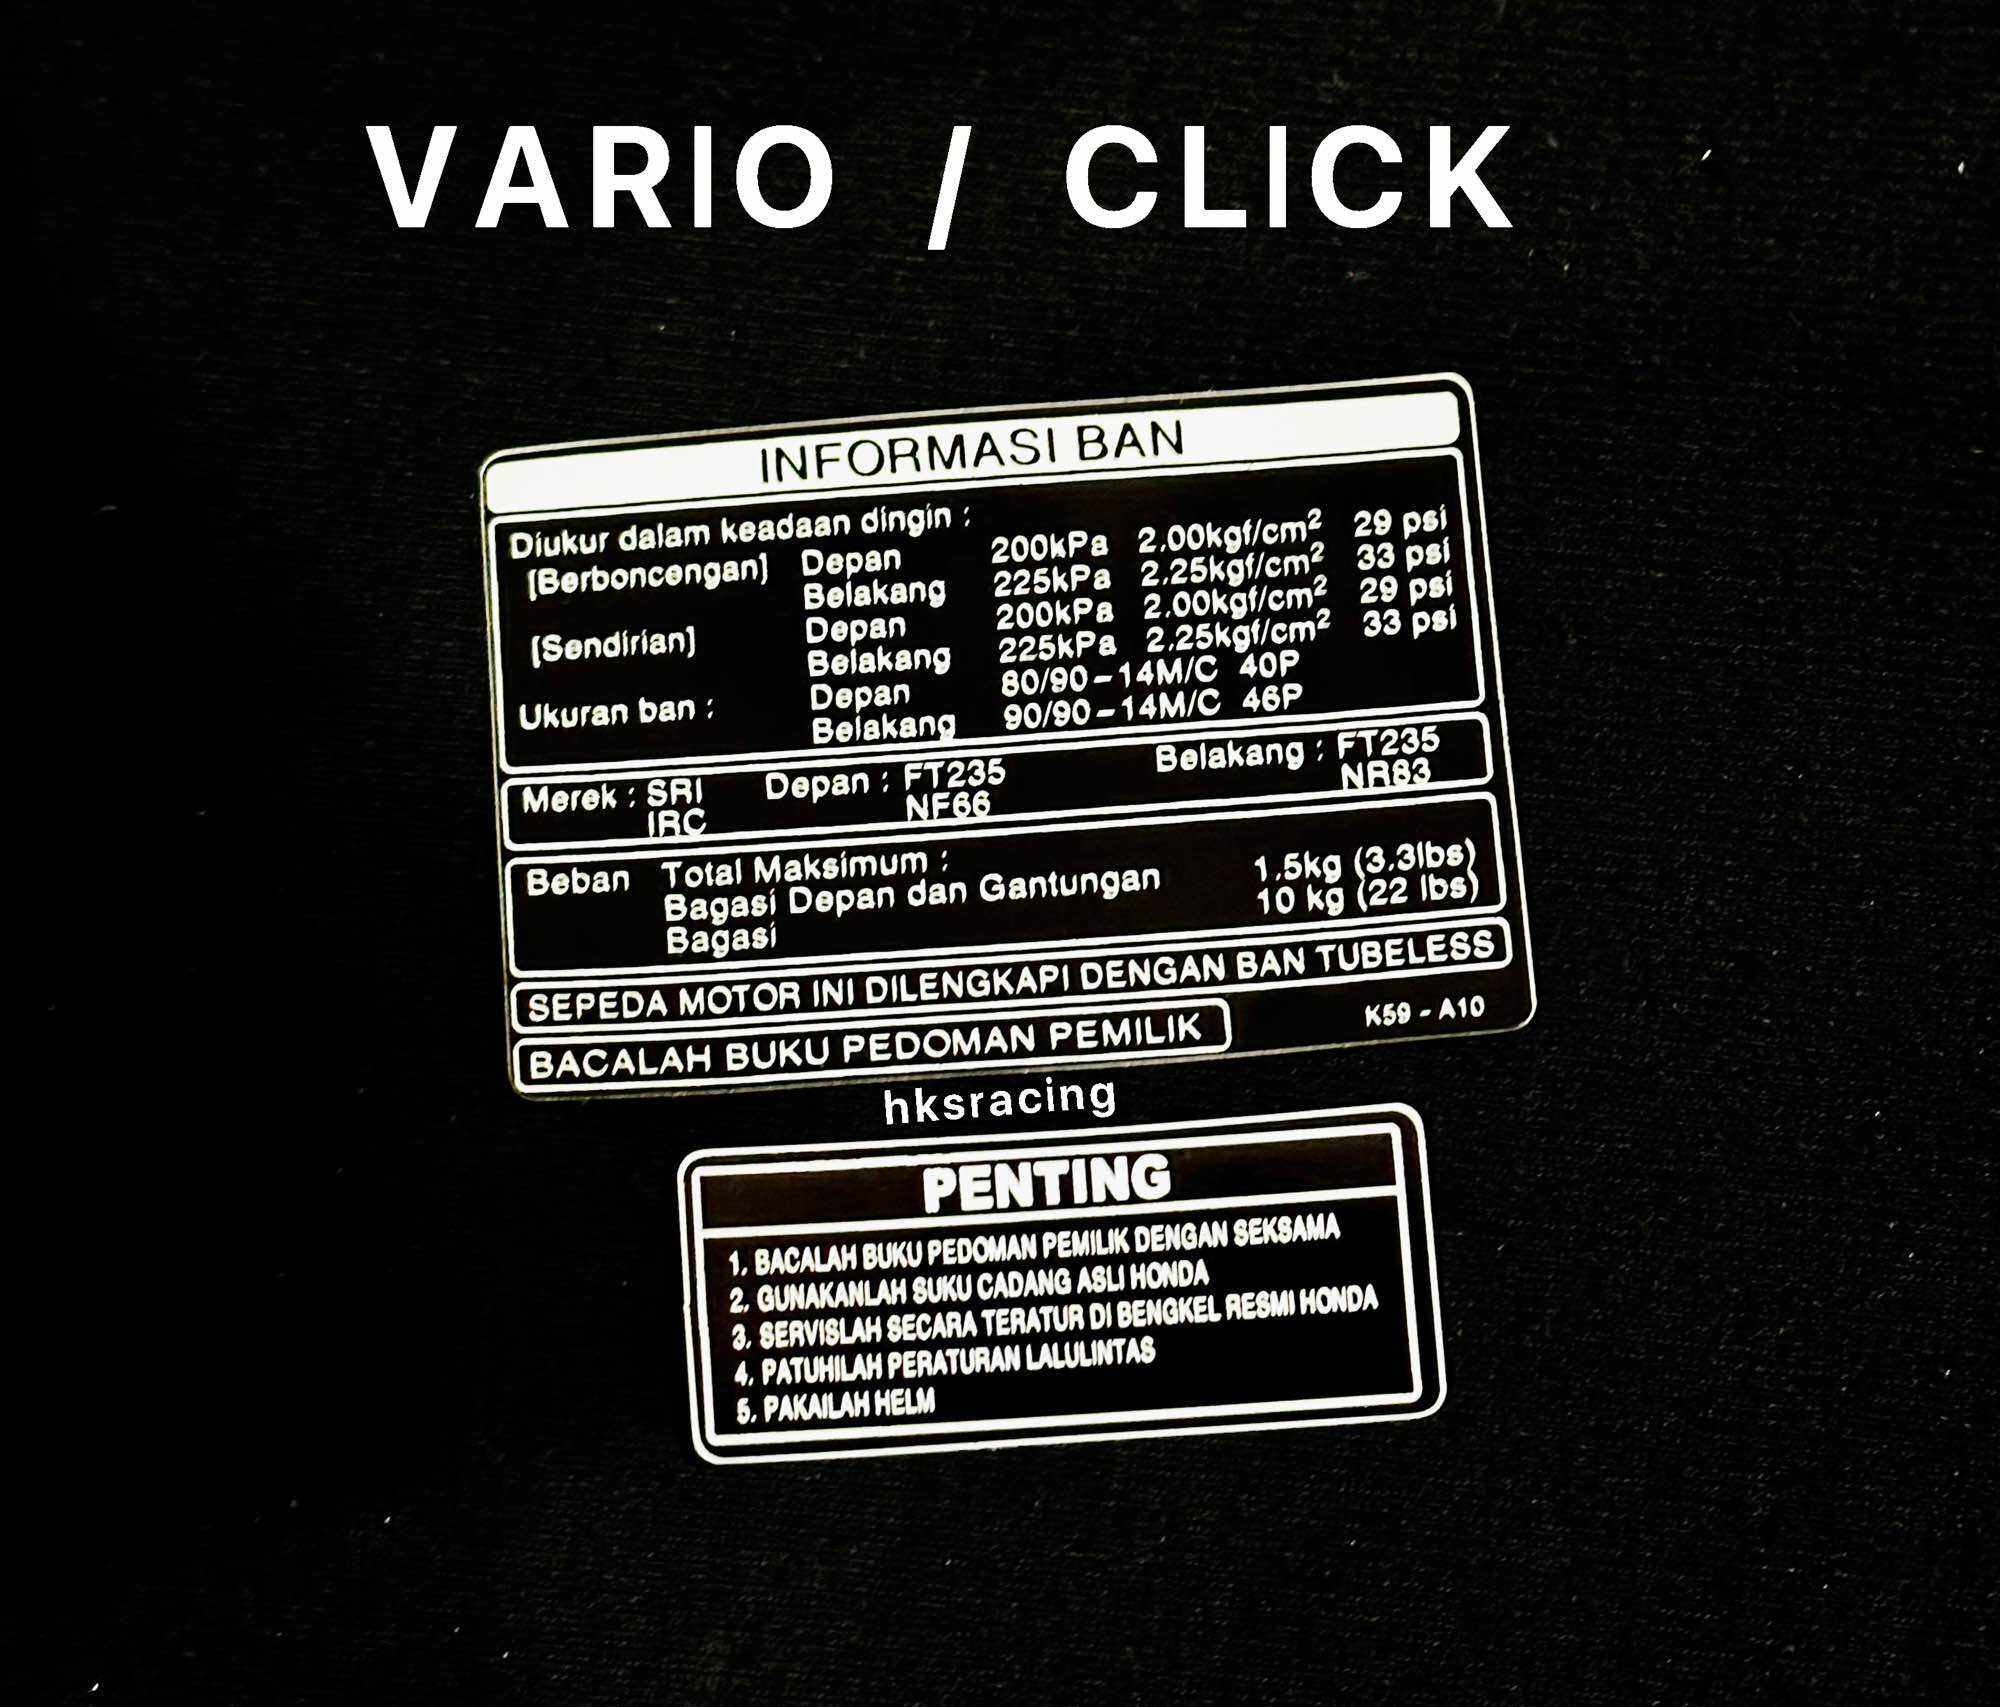 VARIO / CLICK
INFORMASI BAN
Diukur dalam keadaan dingin :
[Berboncengan] Depan 200kPa 2.00kgf/cm² 29 psi
Belakang 225kPa 2.25kgf/cm² 33 psi
[Sendirian] Depan 200kPa 2.00kgf/cm² 29 psi
Belakang 225kPa 2.25kgf/cm² 33 psi
Ukuran ban : Depan 80/90-14M/C 40P
Belakang 90/90-14M/C 46P
Merek : SRI Depan : FT235 Belakang : FT235
IRC NF66 NR83
Beban Total Maksimum :
Bagasi Depan dan Gantungan 1.5kg (3.3lbs)
Bagasi 10 kg (22 lbs)
SEPEDA MOTOR INI DILENGKAPI DENGAN BAN TUBELESS
BACALAH BUKU PEDOMAN PEMILIK K59 - A10
hksracing
PENTING
1. BACALAH BUKU PEDOMAN PEMILIK DENGAN SEKSAMA
2. GUNAKANLAH SUKU CADANG ASLI HONDA
3. SERVISLAH SECARA TERATUR DI BENGKEL RESMI HONDA
4. PATUHILAH PERATURAN LALULINTAS
5. PAKAILAH HELM